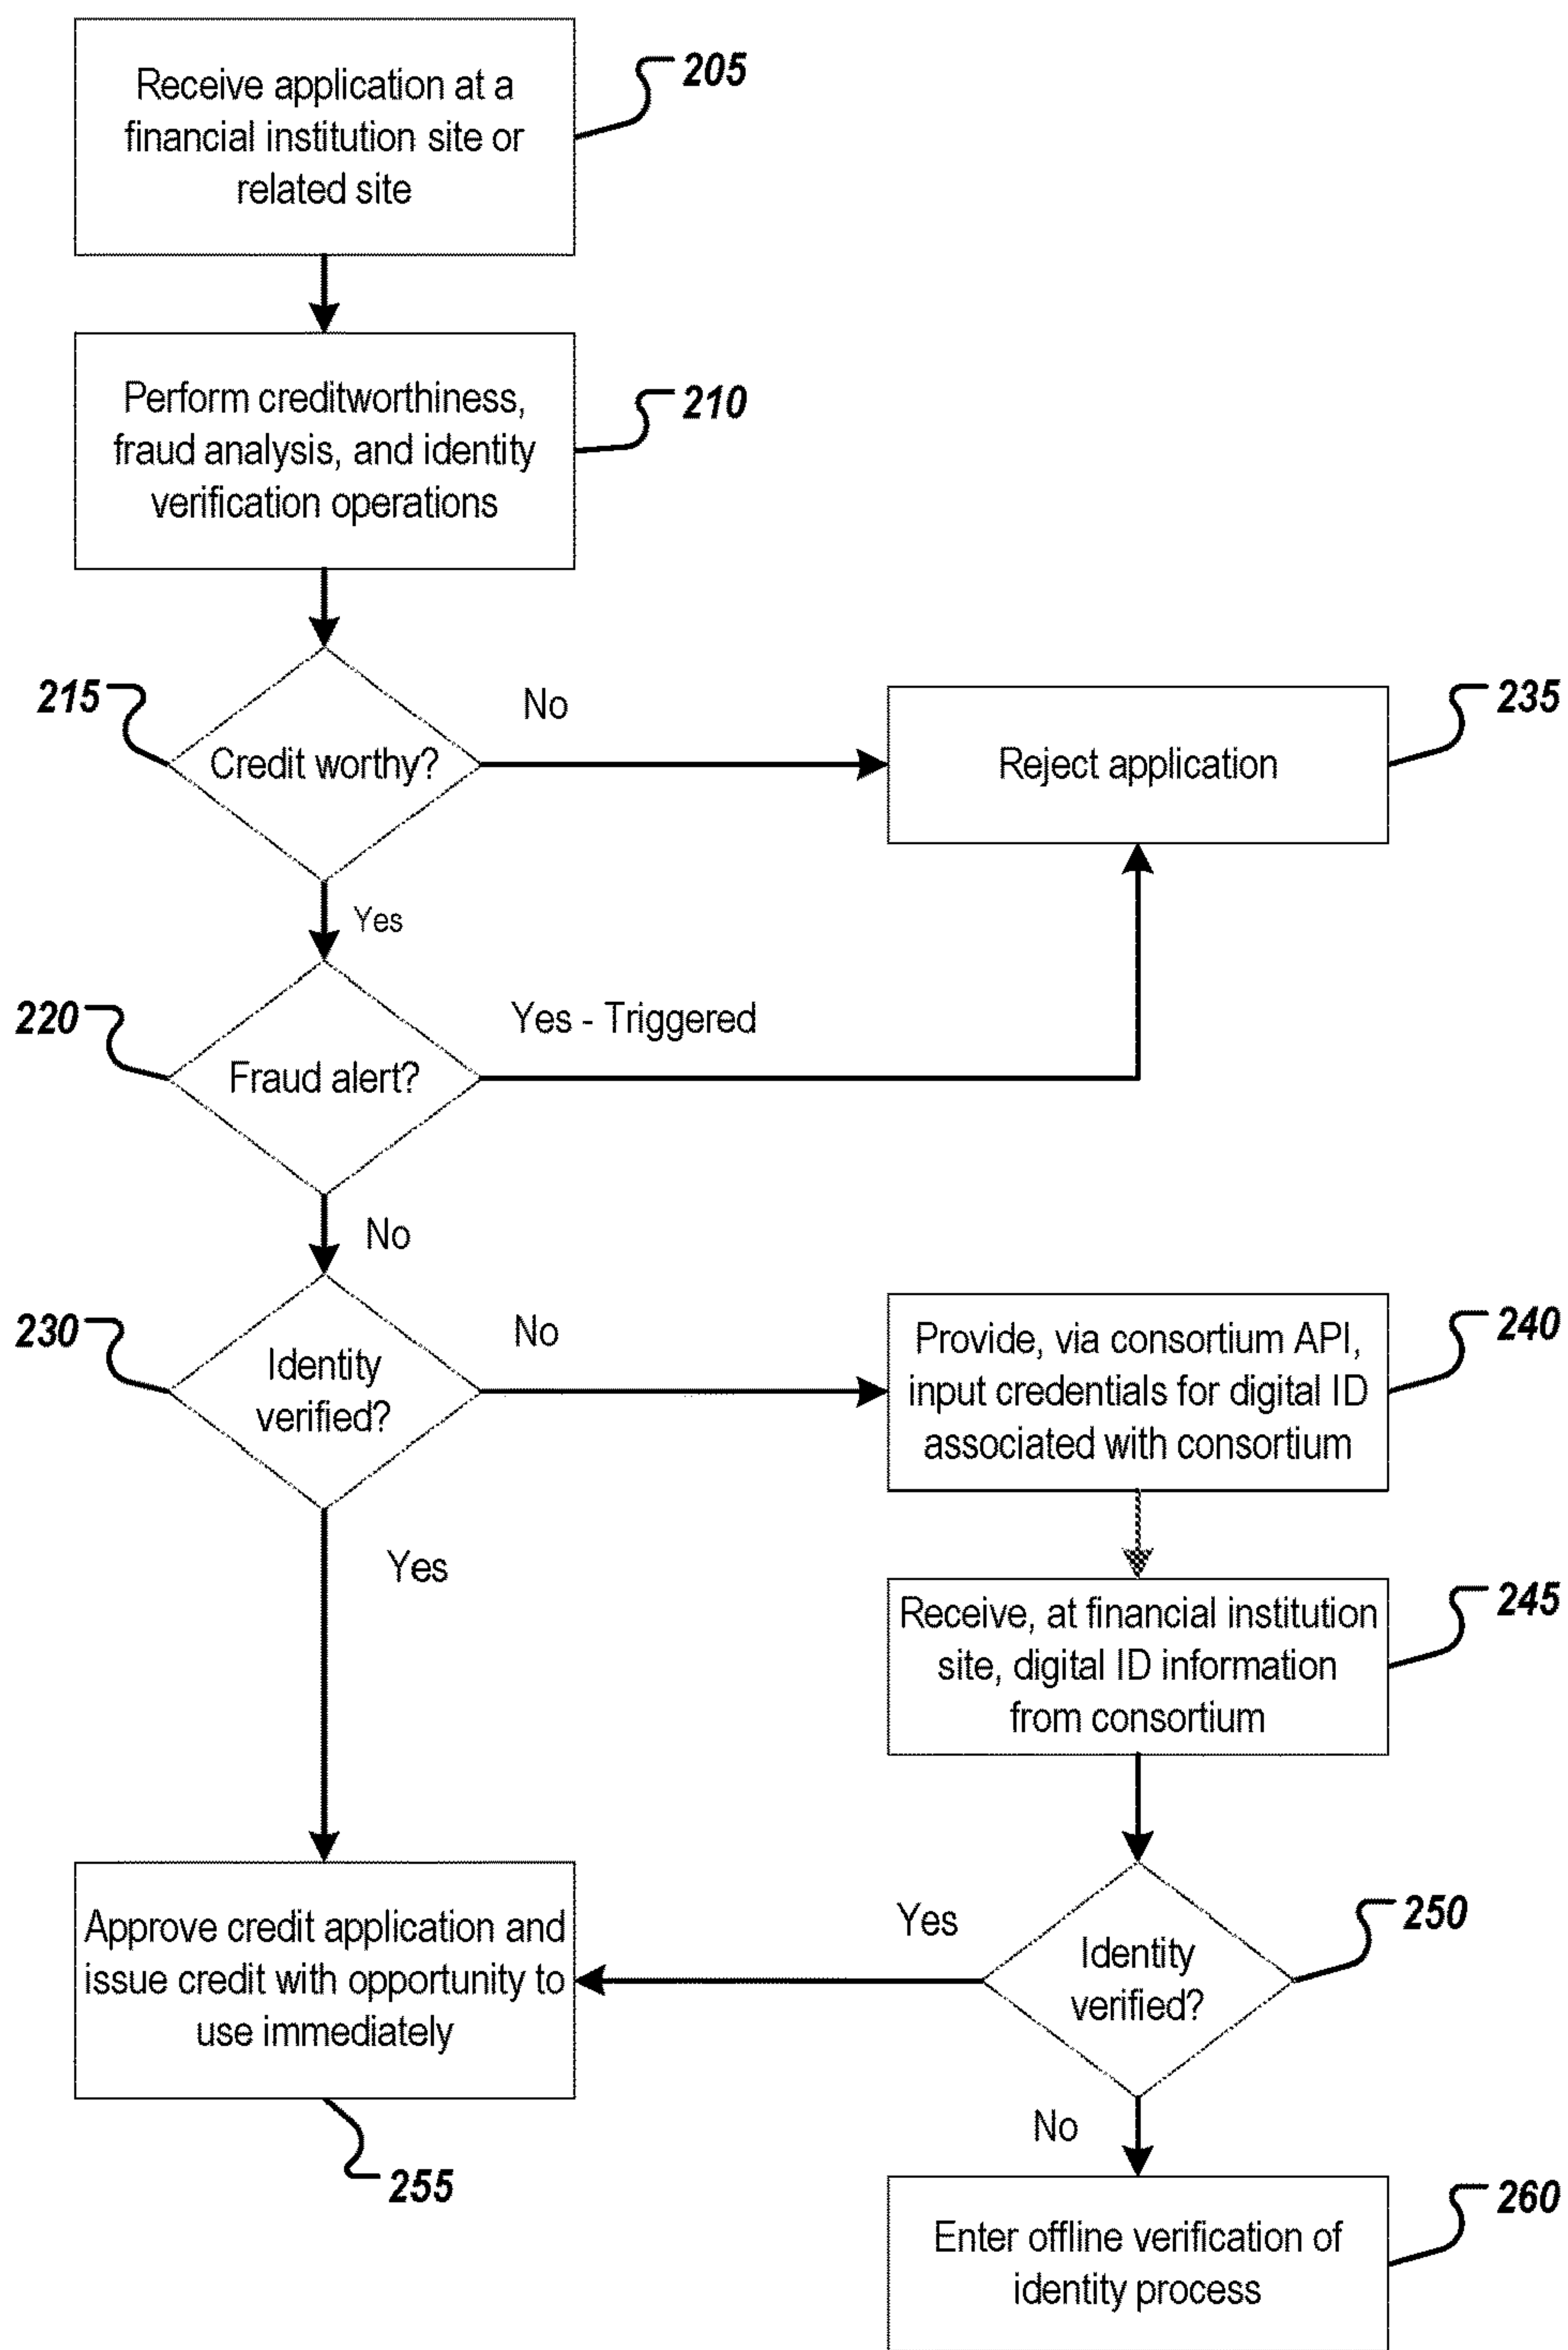 Receive application at a
financial institution site or
related site
205
Perform creditworthiness,
fraud analysis, and identity
verification operations
210
215
Credit worthy?
No
Reject application
235
Yes
220
Fraud alert?
Yes - Triggered
No
230
Identity
verified?
No
Provide, via consortium API,
input credentials for digital ID
associated with consortium
240
Yes
Receive, at financial institution
site, digital ID information
from consortium
245
Approve credit application and
issue credit with opportunity to
use immediately
255
Yes
Identity
verified?
250
No
Enter offline verification of
identity process
260